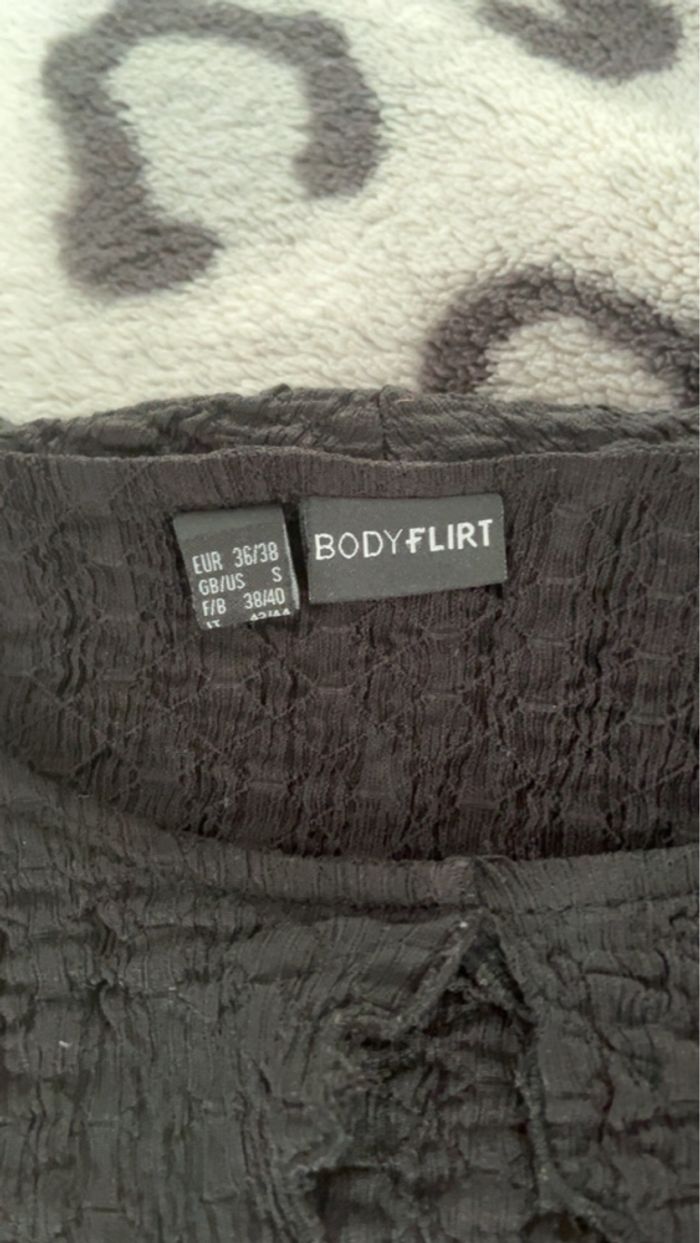 EUR 36/38
GB/US S
F/B 38/40
BODYFLIRT